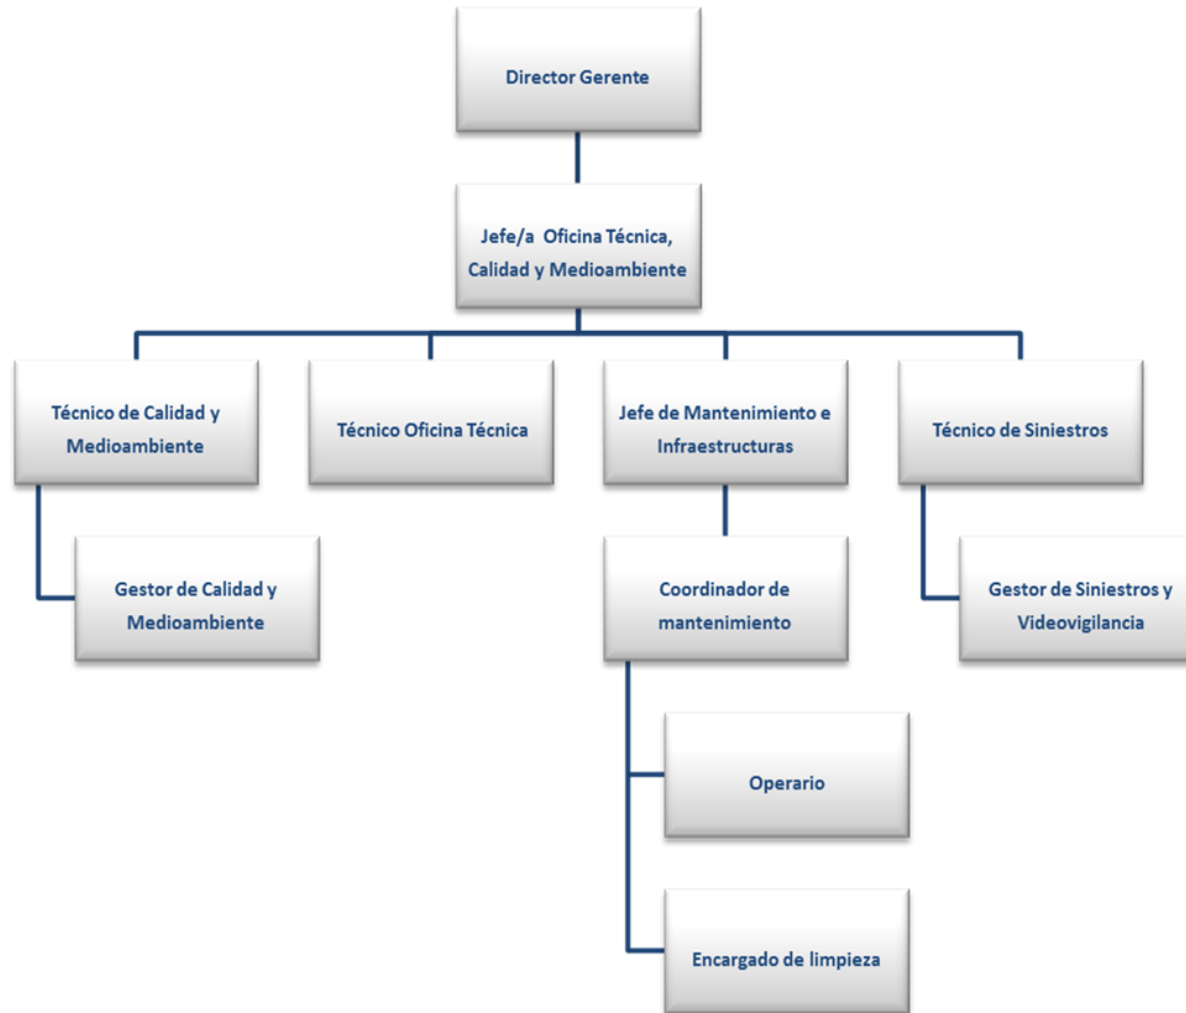 Director Gerente
Jefe/a Oficina Técnica,
Calidad y Medioambiente
Técnico de Calidad y
Medioambiente
Técnico Oficina Técnica
Jefe de Mantenimiento e
Infraestructuras
Técnico de Siniestros
Gestor de Calidad y
Medioambiente
Coordinador de
mantenimiento
Gestor de Siniestros y
Videovigilancia
Operario
Encargado de limpieza